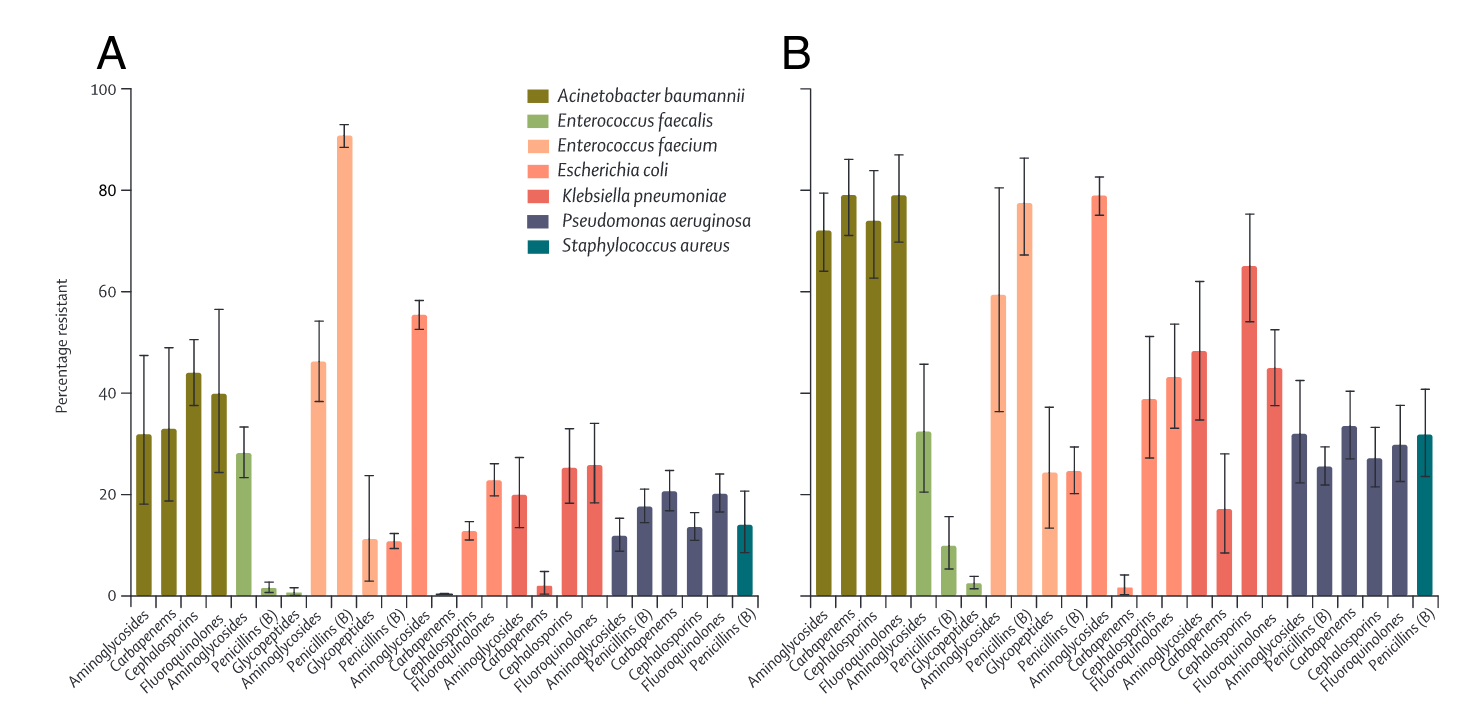 A
B
100
80
60
40
20
0
Percentage resistant
Acinetobacter baumannii
Enterococcus faecalis
Enterococcus faecium
Escherichia coli
Klebsiella pneumoniae
Pseudomonas aeruginosa
Staphylococcus aureus
Aminoglycosides
Carbapenems
Cephalosporins
Fluoroquinolones
Aminoglycosides
Penicillins (B)
Glycopeptides
Aminoglycosides
Penicillins (B)
Glycopeptides
Penicillins (B)
Aminoglycosides
Carbapenems
Cephalosporins
Fluoroquinolones
Aminoglycosides
Carbapenems
Cephalosporins
Fluoroquinolones
Aminoglycosides
Penicillins (B)
Carbapenems
Cephalosporins
Fluoroquinolones
Penicillins (B)
Aminoglycosides
Carbapenems
Cephalosporins
Fluoroquinolones
Aminoglycosides
Penicillins (B)
Glycopeptides
Aminoglycosides
Penicillins (B)
Glycopeptides
Penicillins (B)
Aminoglycosides
Carbapenems
Cephalosporins
Fluoroquinolones
Aminoglycosides
Carbapenems
Cephalosporins
Fluoroquinolones
Aminoglycosides
Penicillins (B)
Carbapenems
Cephalosporins
Fluoroquinolones
Penicillins (B)